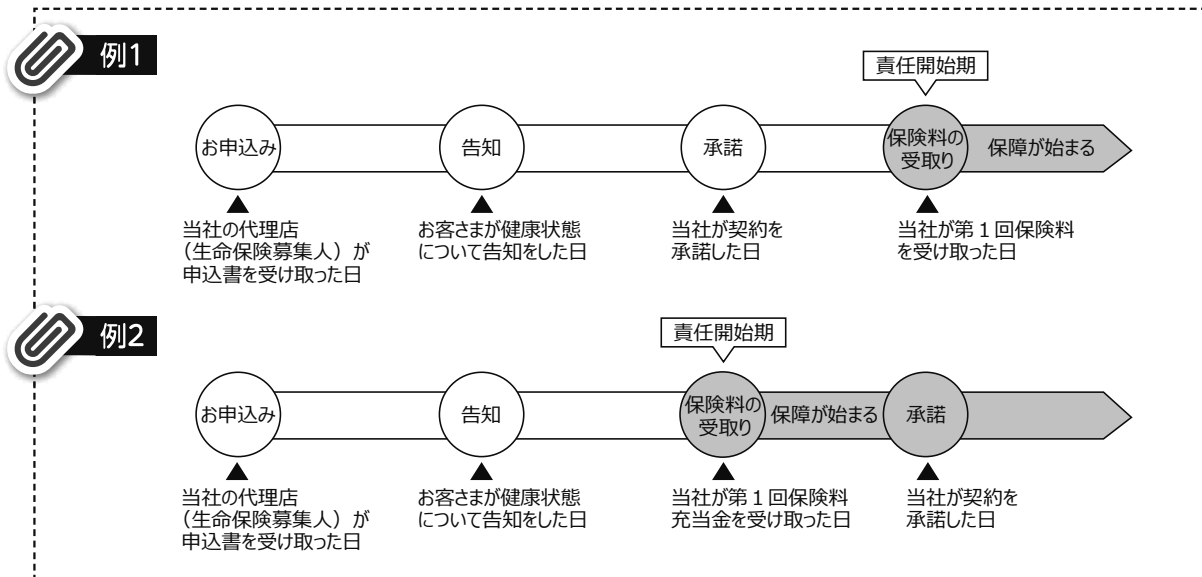 例1
責任開始期
お申込み
告知
承諾
保険料の
受取り
保障が始まる
当社の代理店
(生命保険募集人)が
申込書を受け取った日
お客さまが健康状態
について告知をした日
当社が契約を
承諾した日
当社が第1回保険料
を受け取った日
例2
責任開始期
お申込み
告知
保険料の
受取り
保障が始まる
承諾
当社の代理店
(生命保険募集人)が
申込書を受け取った日
お客さまが健康状態
について告知をした日
当社が第1回保険料
充当金を受け取った日
当社が契約を
承諾した日